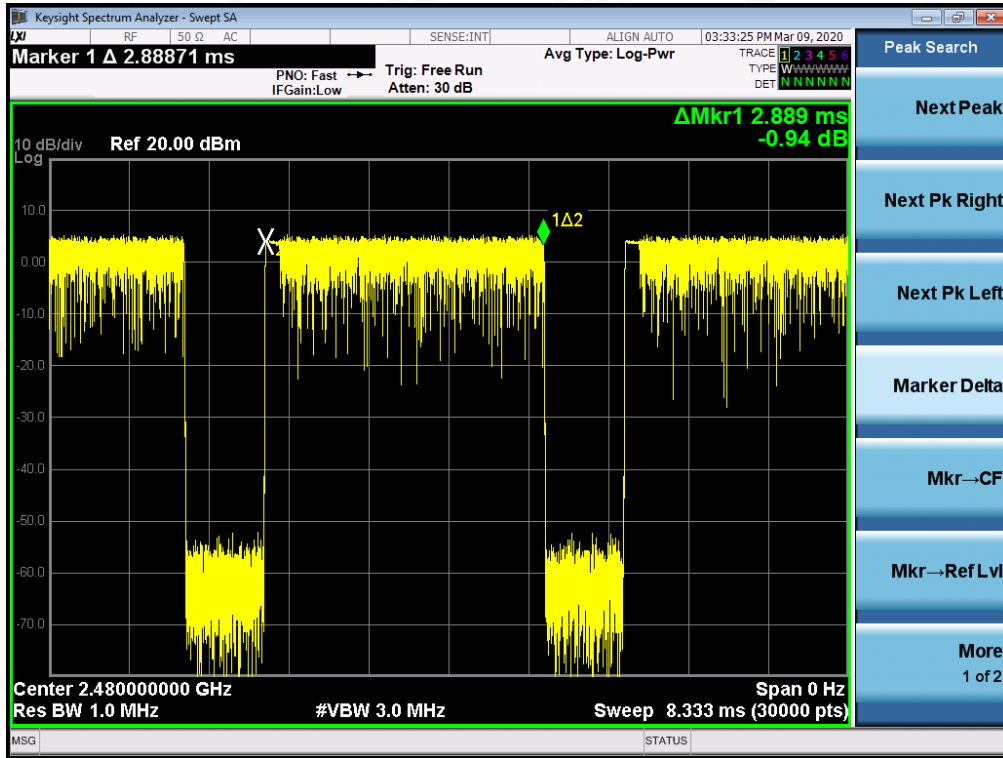 Keysight Spectrum Analyzer - Swept SA
LXI RF 50 Ω AC SENSE:INT ALIGN AUTO 03:33:25 PM Mar 09, 2020
Marker 1 Δ 2.88871 ms
PNO: Fast
IFGain:Low
Trig: Free Run
Atten: 30 dB
Avg Type: Log-Pwr
TRACE 1 2 3 4 5 6
TYPE WWWWWW
DET N N N N N N
ΔMkr1 2.889 ms
-0.94 dB
10 dB/div Ref 20.00 dBm
Log
10.0
0.00
-10.0
-20.0
-30.0
-40.0
-50.0
-60.0
-70.0
1Δ2
Center 2.480000000 GHz Span 0 Hz
Res BW 1.0 MHz #VBW 3.0 MHz Sweep 8.333 ms (30000 pts)
MSG STATUS
Peak Search
Next Peak
Next Pk Right
Next Pk Left
Marker Delta
Mkr→CF
Mkr→Ref Lvl
More
1 of 2